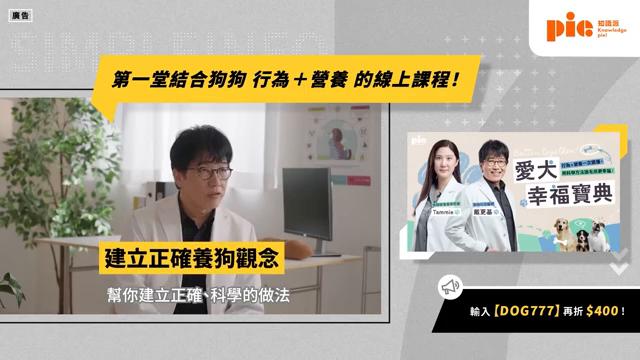 廣告
pic 知識派
Knowledge
pie!
第一堂結合狗狗 行為+營養 的線上課程!
建立正確養狗觀念
幫你建立正確、科學的做法
愛犬
幸福寶典
Tammie
戴更基
輸入【DOG777】再折 $400!